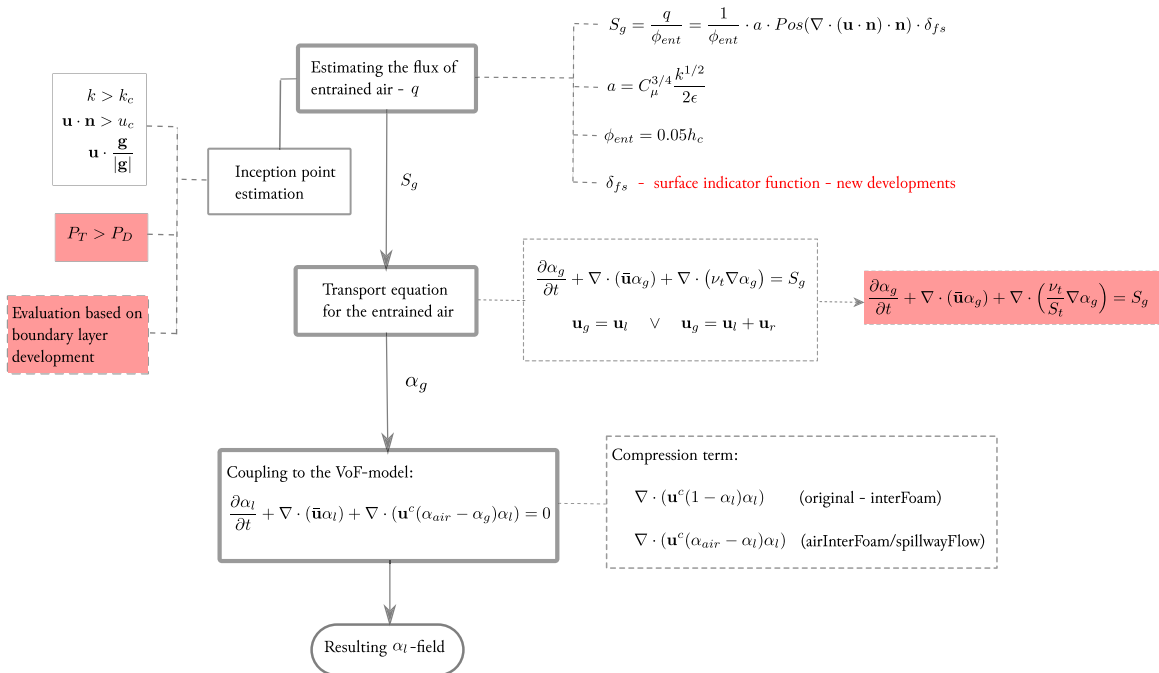 Estimating the flux of
entrained air - q
S_g = q/ϕ_ent = 1/ϕ_ent · a · Pos(∇ · (u · n) · n) · δ_fs
a = C_μ^{3/4} k^{1/2}/2ϵ
ϕ_ent = 0.05h_c
δ_fs - surface indicator function - new developments
k > k_c
u · n > u_c
u · g/|g|
Inception point
estimation
P_T > P_D
Evaluation based on
boundary layer
development
S_g
Transport equation
for the entrained air
∂α_g/∂t + ∇ · (ūα_g) + ∇ · (ν_t∇α_g) = S_g
u_g = u_l ∨ u_g = u_l + u_r
∂α_g/∂t + ∇ · (ūα_g) + ∇ · (ν_t/S_t ∇α_g) = S_g
α_g
Coupling to the VoF-model:
∂α_l/∂t + ∇ · (ūα_l) + ∇ · (u^c(α_air − α_g)α_l) = 0
Compression term:
∇ · (u^c(1 − α_l)α_l) (original - interFoam)
∇ · (u^c(α_air − α_l)α_l) (airInterFoam/spillwayFlow)
Resulting α_l-field